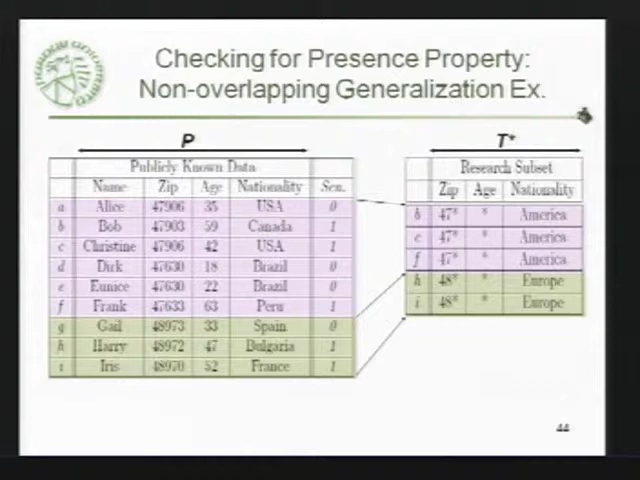 Checking for Presence Property:
Non-overlapping Generalization Ex.
P
Publicly Known Data
Name Zip Age Nationality Sen.
a Alice 47906 35 USA 0
b Bob 47903 59 Canada 1
c Christine 47906 42 USA 1
d Dirk 47630 18 Brazil 0
e Eunice 47630 22 Brazil 0
f Frank 47633 63 Peru 1
g Gail 48973 33 Spain 0
h Harry 48972 47 Bulgaria 1
i Iris 48970 52 France 1
T*
Research Subset
Zip Age Nationality
b 47* * America
c 47* * America
f 47* * America
h 48* * Europe
i 48* * Europe
44